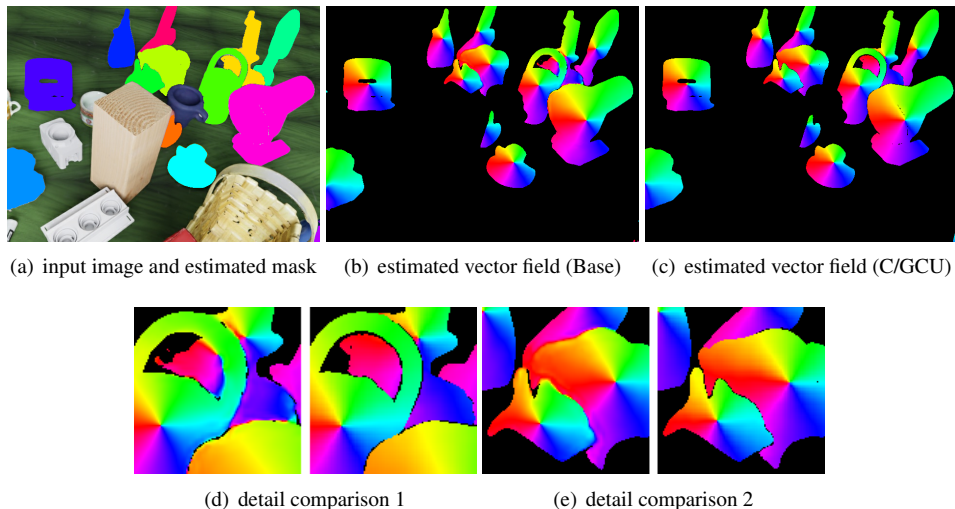 (a) input image and estimated mask
(b) estimated vector field (Base)
(c) estimated vector field (C/GCU)
(d) detail comparison 1
(e) detail comparison 2